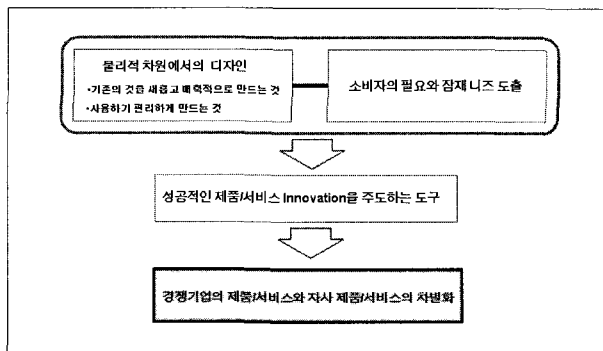 물리적 차원에서의 디자인
•기존의 것을 새롭고 매력적으로 만드는 것
•사용하기 편리하게 만드는 것
소비자의 필요와 잠재 니즈 도출
성공적인 제품/서비스 Innovation을 주도하는 도구
경쟁기업의 제품/서비스와 자사 제품/서비스의 차별화